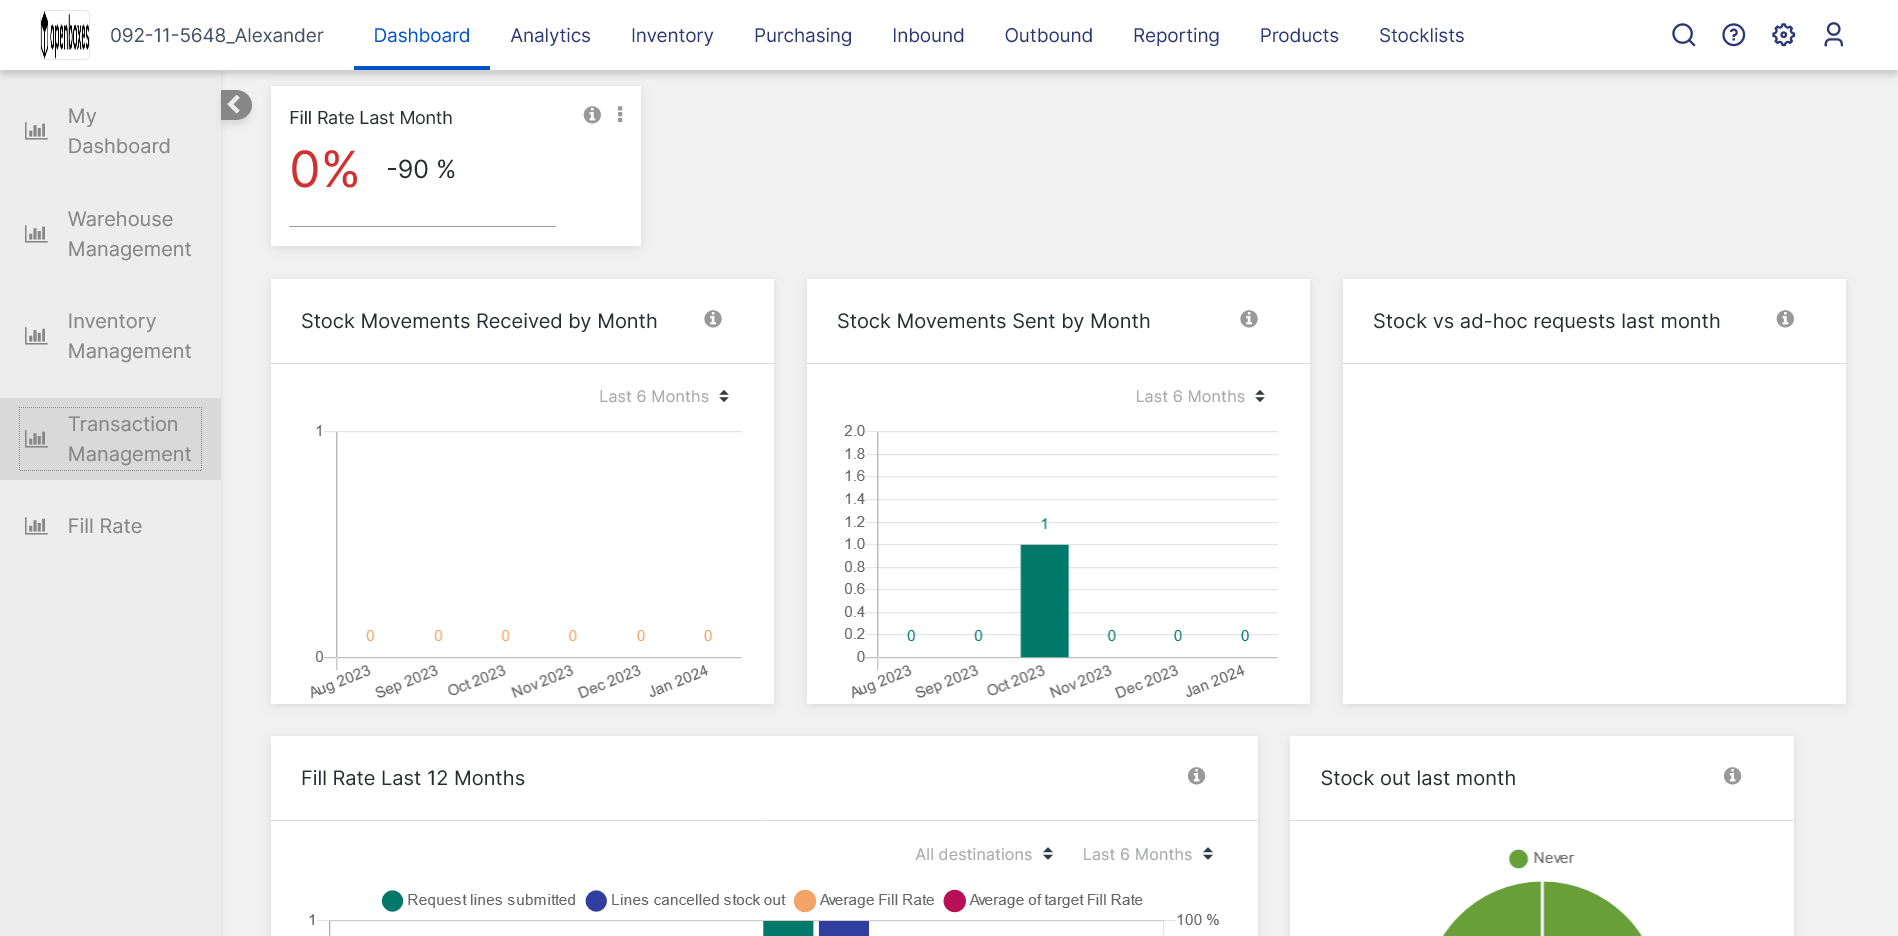 openboxes
092-11-5648_Alexander
Dashboard
Analytics
Inventory
Purchasing
Inbound
Outbound
Reporting
Products
Stocklists
My
Dashboard
Warehouse
Management
Inventory
Management
Transaction
Management
Fill Rate
Fill Rate Last Month
0%
-90 %
Stock Movements Received by Month
Last 6 Months
1
0
0 0 0 0 0 0
Aug 2023 Sep 2023 Oct 2023 Nov 2023 Dec 2023 Jan 2024
Stock Movements Sent by Month
Last 6 Months
2.0
1.8
1.6
1.4
1.2
1.0
0.8
0.6
0.4
0.2
0
0 0 1 0 0 0
Aug 2023 Sep 2023 Oct 2023 Nov 2023 Dec 2023 Jan 2024
Stock vs ad-hoc requests last month
Fill Rate Last 12 Months
All destinations
Last 6 Months
Request lines submitted
Lines cancelled stock out
Average Fill Rate
Average of target Fill Rate
1
100 %
Stock out last month
Never